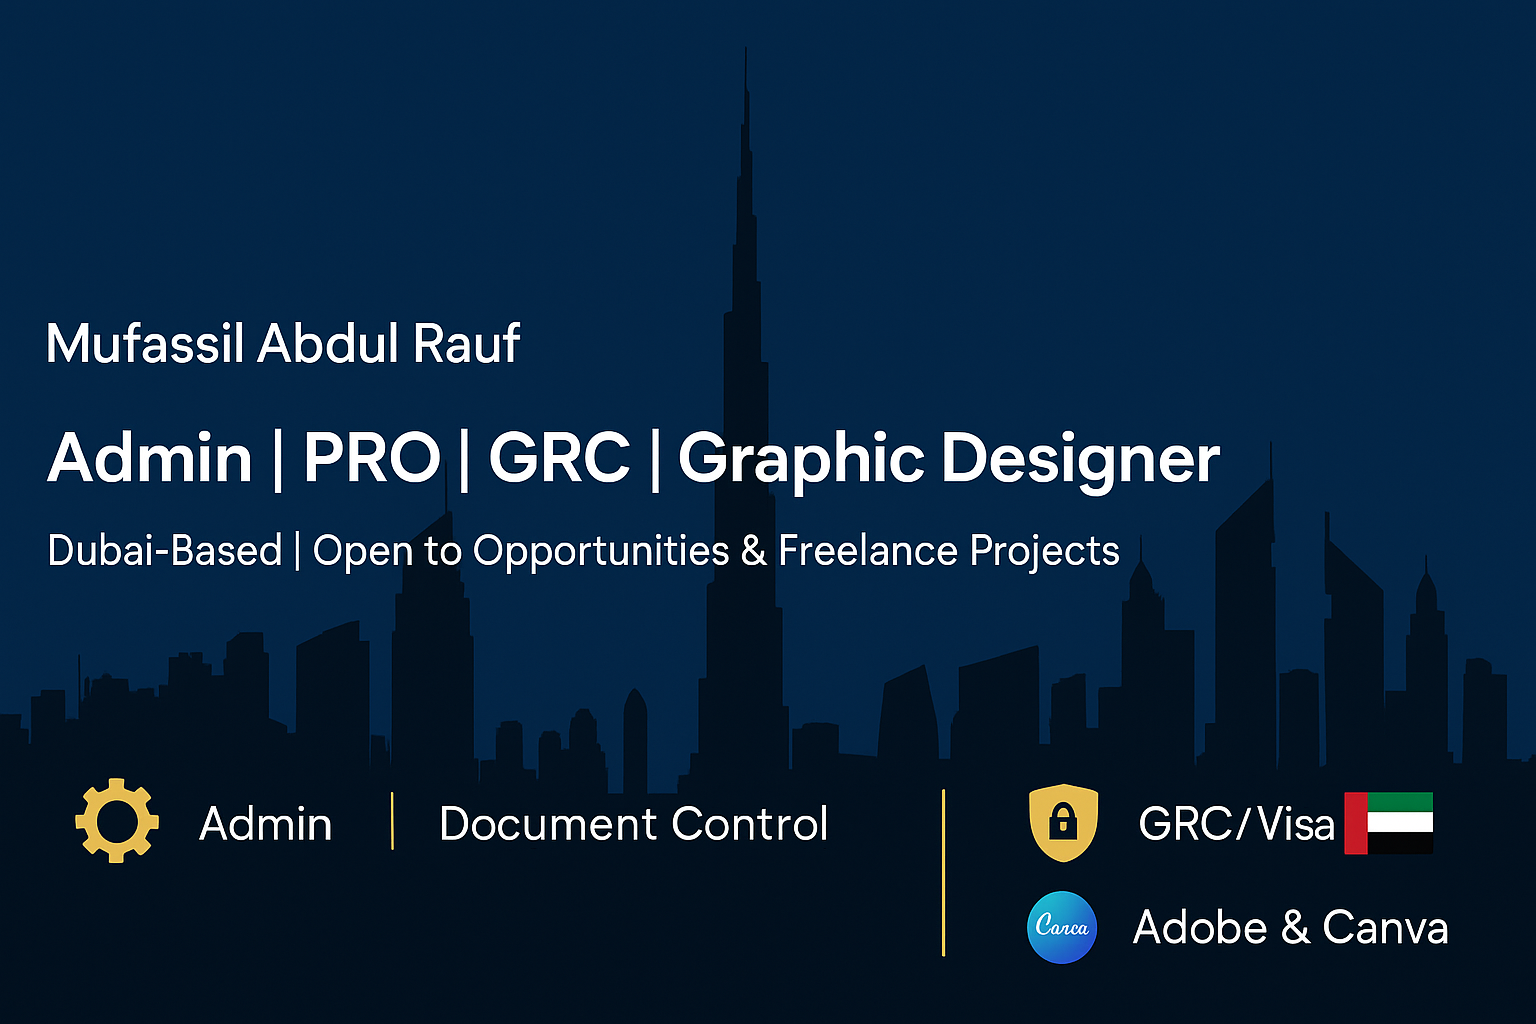 Mufassil Abdul Rauf
Admin | PRO | GRC | Graphic Designer
Dubai-Based | Open to Opportunities & Freelance Projects
Admin | Document Control
GRC/Visa
Canca
Adobe & Canva